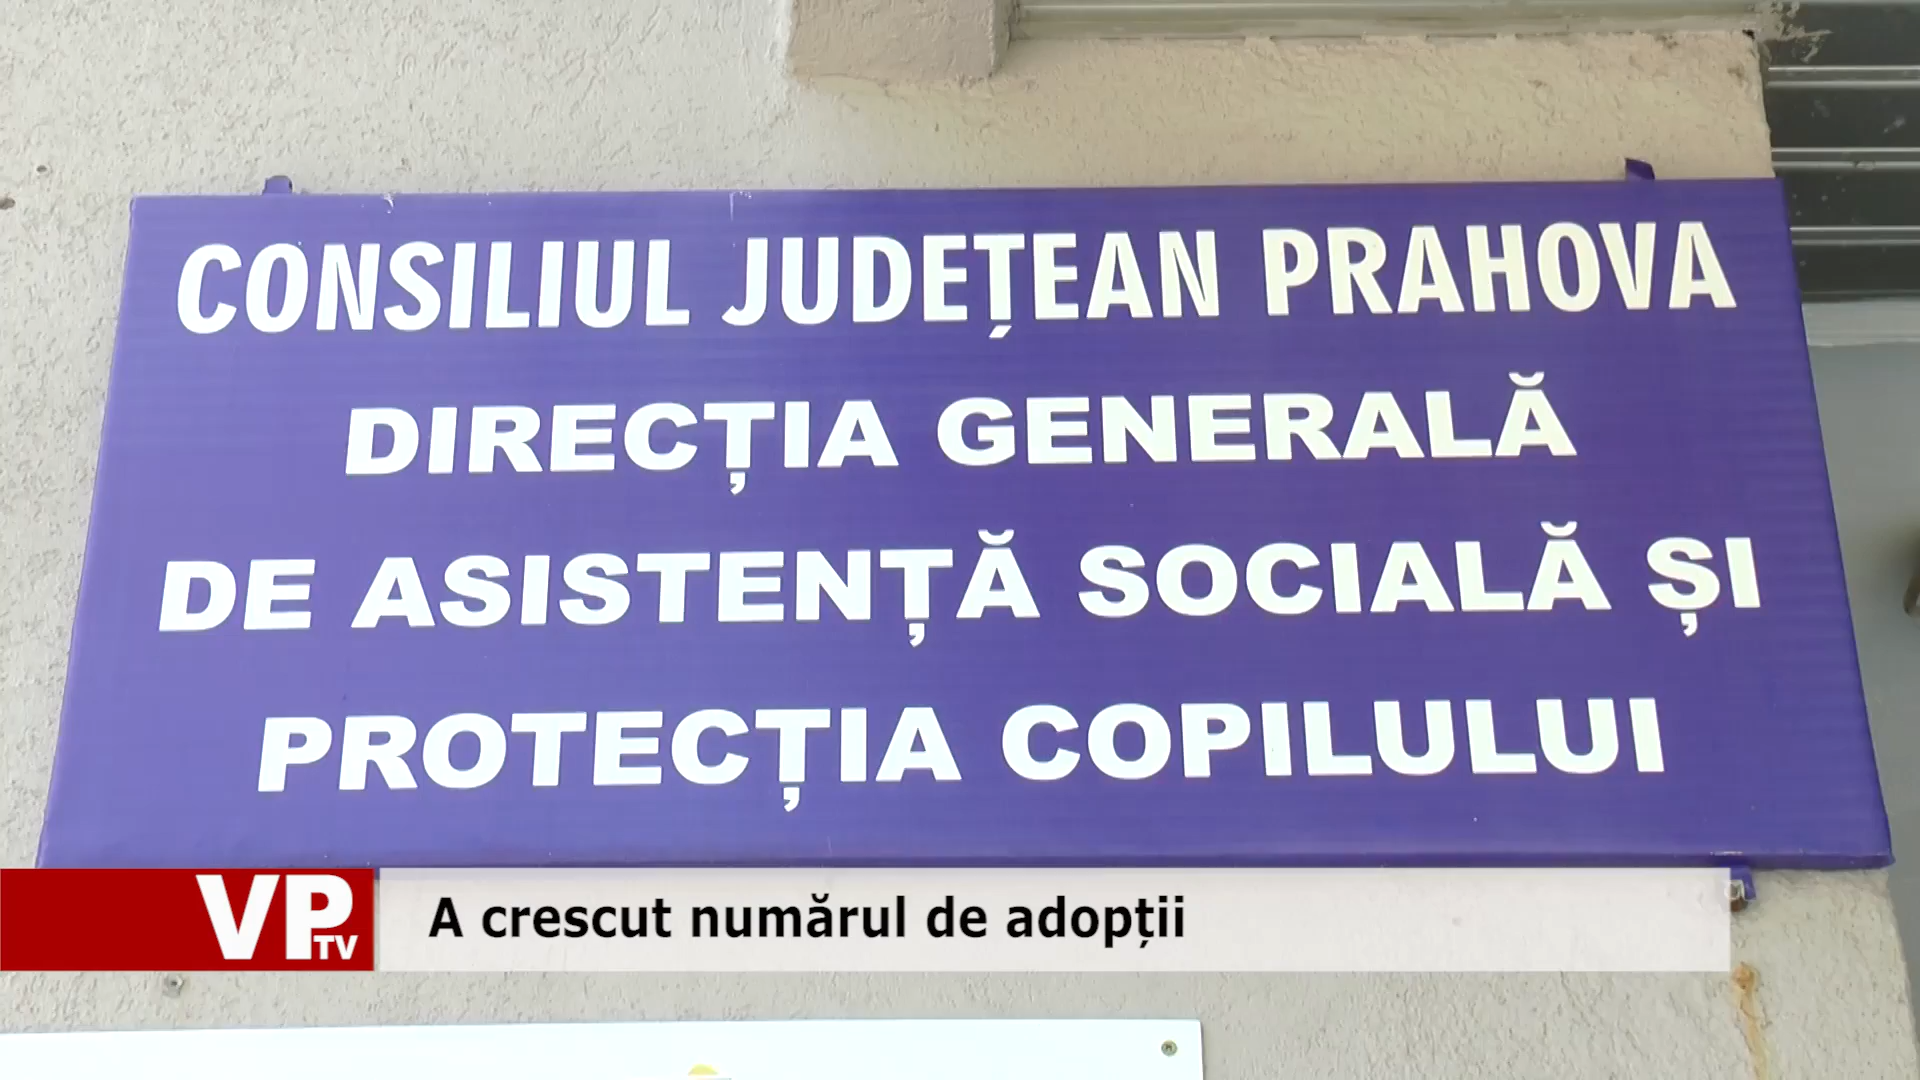 CONSILIUL JUDEȚEAN PRAHOVA
DIRECȚIA GENERALĂ
DE ASISTENȚĂ SOCIALĂ ȘI
PROTECȚIA COPILULUI
VP TV
A crescut numărul de adopții